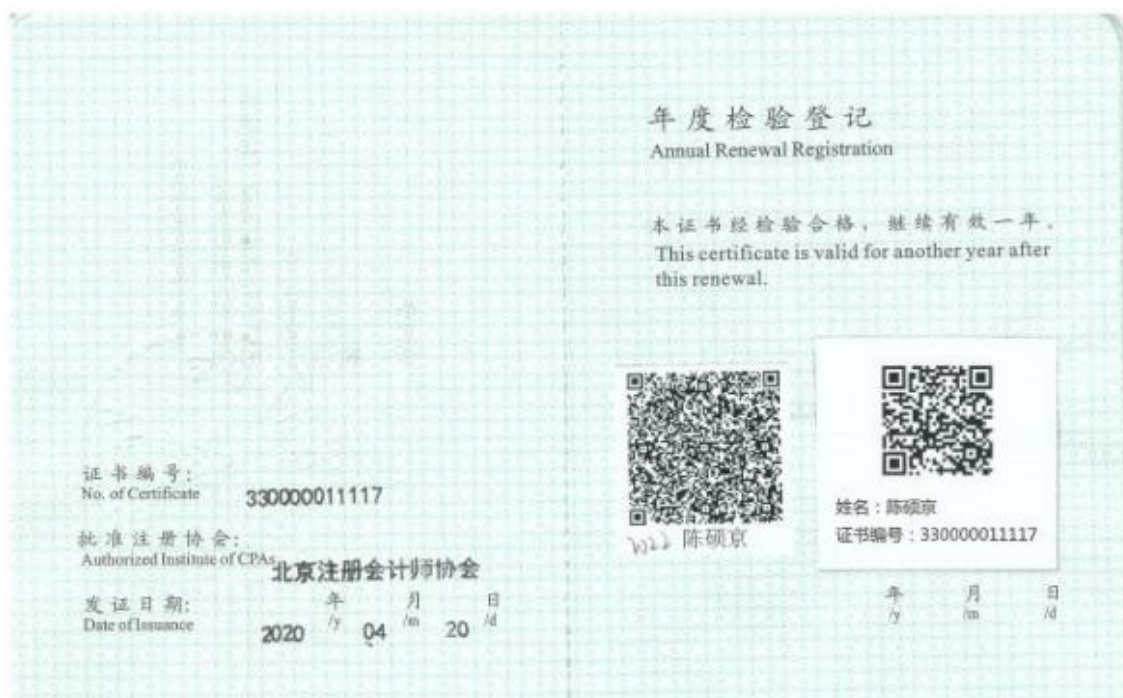 证书编号:
No. of Certificate
330000011117
批准注册协会:
Authorized Institute of CPAs
北京注册会计师协会
发证日期:
Date of Issuance
2020 年 /y 04 月 /m 20 日 /d
年度检验登记
Annual Renewal Registration
本证书经检验合格，继续有效一年。
This certificate is valid for another year after
this renewal.
2022 陈硕京
姓名：陈硕京
证书编号：330000011117
年 月 日
/y /m /d